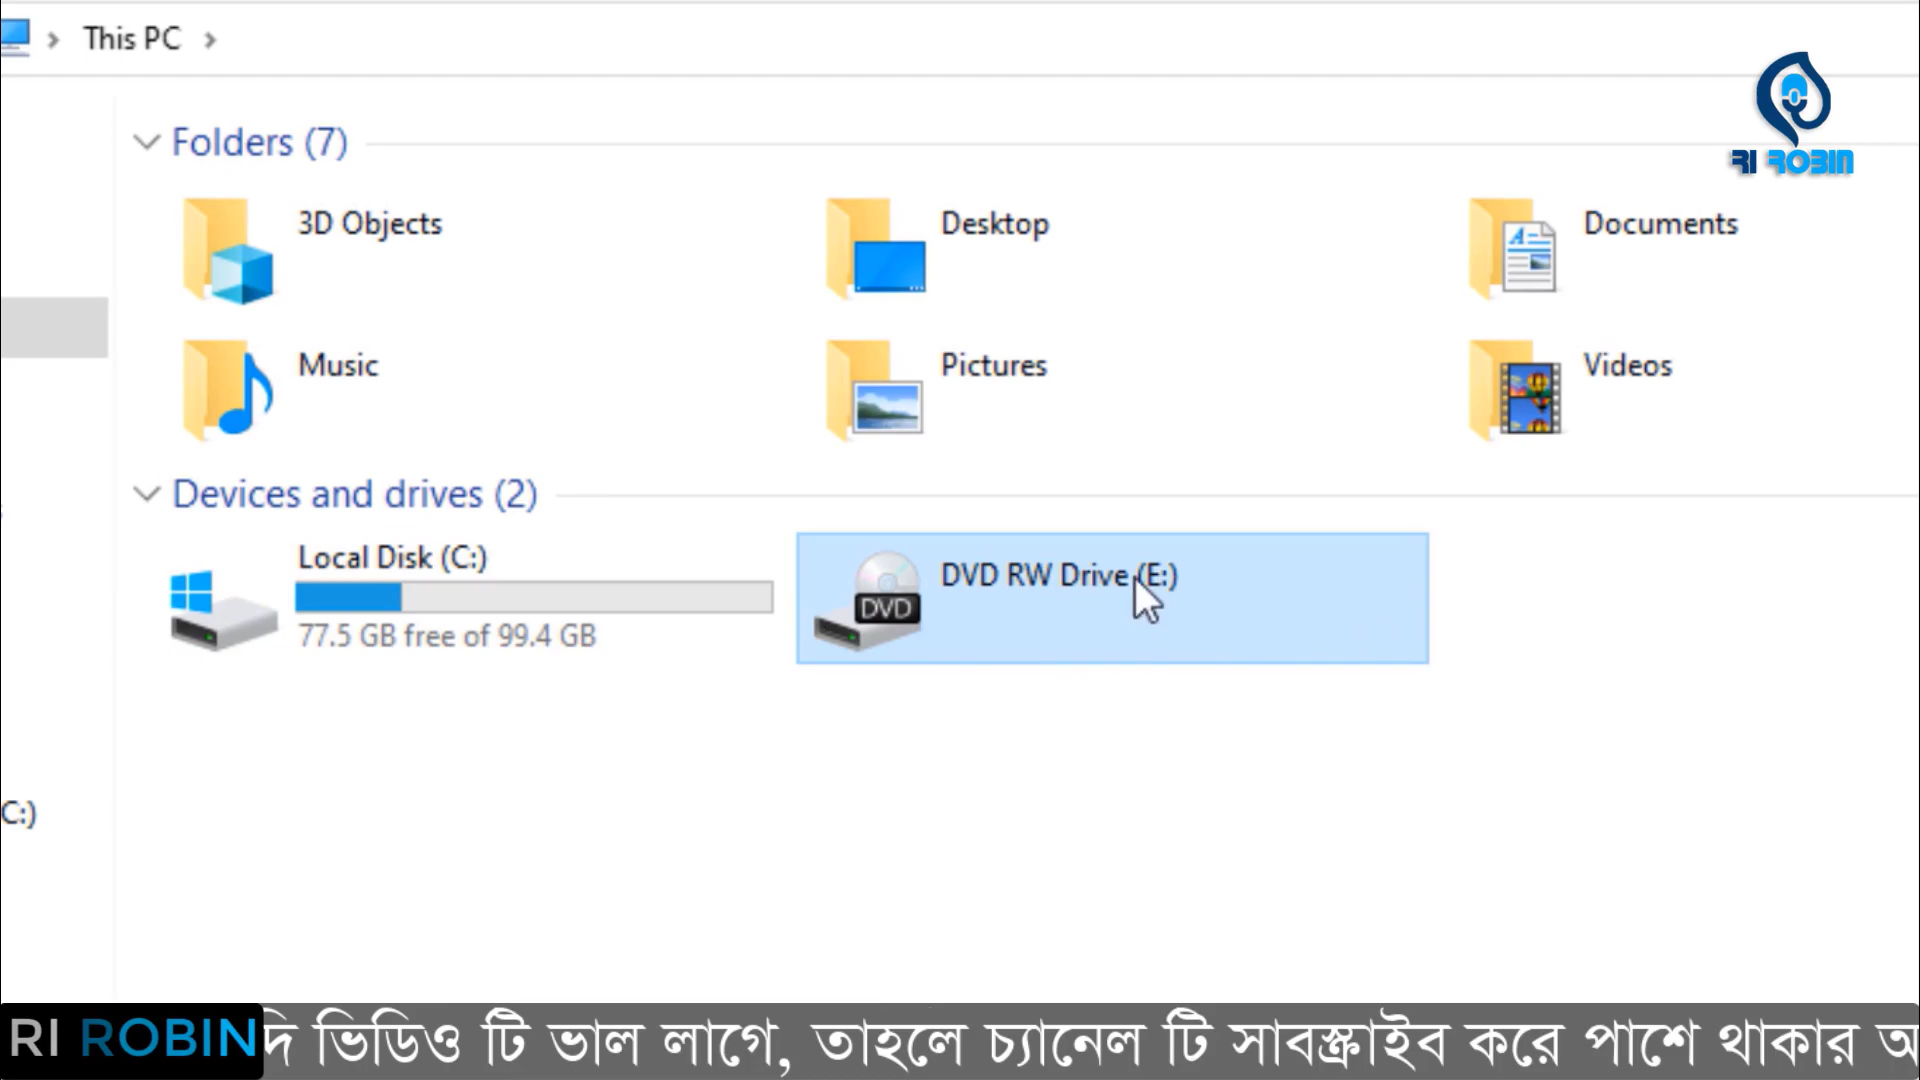 This PC
RI ROBIN
Folders (7)
3D Objects
Desktop
Documents
Music
Pictures
Videos
Devices and drives (2)
Local Disk (C:)
77.5 GB free of 99.4 GB
DVD
DVD RW Drive (E:)
C:)
RI ROBIN
দি ভিডিও টি ভাল লাগে, তাহলে চ্যানেল টি সাবস্ক্রাইব করে পাশে থাকার অ